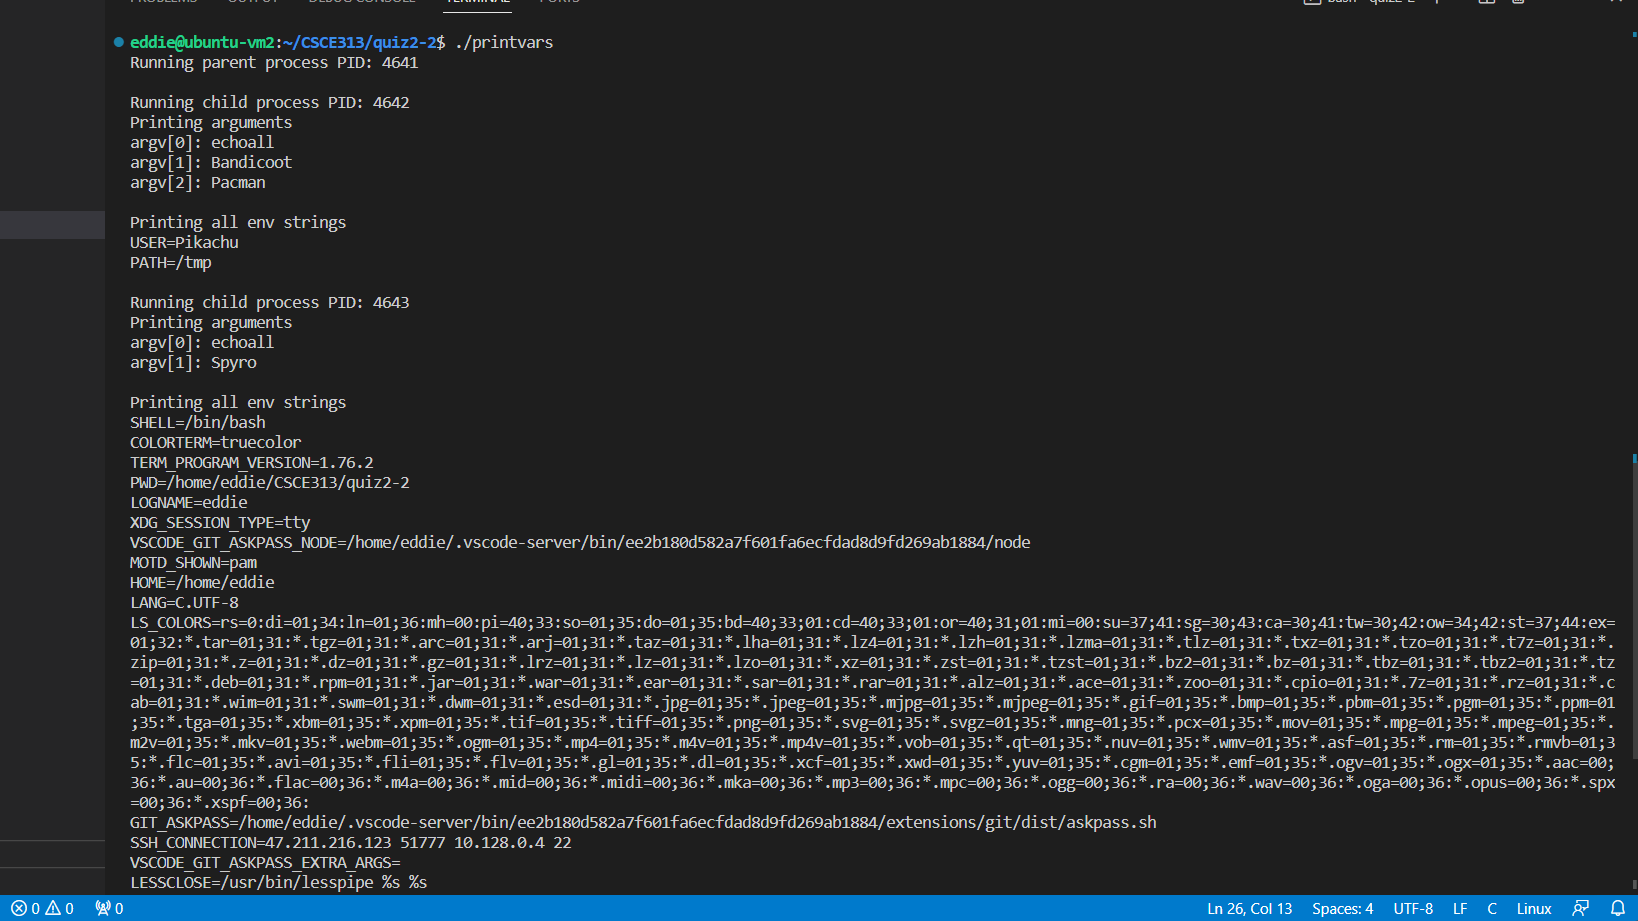 PROBLEMS OUTPUT DEBUG CONSOLE TERMINAL PORTS bash - quiz2-2
eddie@ubuntu-vm2:~/CSCE313/quiz2-2$ ./printvars
Running parent process PID: 4641
Running child process PID: 4642
Printing arguments
argv[0]: echoall
argv[1]: Bandicoot
argv[2]: Pacman
Printing all env strings
USER=Pikachu
PATH=/tmp
Running child process PID: 4643
Printing arguments
argv[0]: echoall
argv[1]: Spyro
Printing all env strings
SHELL=/bin/bash
COLORTERM=truecolor
TERM_PROGRAM_VERSION=1.76.2
PWD=/home/eddie/CSCE313/quiz2-2
LOGNAME=eddie
XDG_SESSION_TYPE=tty
VSCODE_GIT_ASKPASS_NODE=/home/eddie/.vscode-server/bin/ee2b180d582a7f601fa6ecfdad8d9fd269ab1884/node
MOTD_SHOWN=pam
HOME=/home/eddie
LANG=C.UTF-8
LS_COLORS=rs=0:di=01;34:ln=01;36:mh=00:pi=40;33:so=01;35:do=01;35:bd=40;33;01:cd=40;33;01:or=40;31;01:mi=00:su=37;41:sg=30;43:ca=30;41:tw=30;42:ow=34;42:st=37;44:ex=
01;32:*.tar=01;31:*.tgz=01;31:*.arc=01;31:*.arj=01;31:*.taz=01;31:*.lha=01;31:*.lz4=01;31:*.lzh=01;31:*.lzma=01;31:*.tlz=01;31:*.txz=01;31:*.tzo=01;31:*.t7z=01;31:*.
zip=01;31:*.z=01;31:*.dz=01;31:*.gz=01;31:*.lrz=01;31:*.lz=01;31:*.lzo=01;31:*.xz=01;31:*.zst=01;31:*.tzst=01;31:*.bz2=01;31:*.bz=01;31:*.tbz=01;31:*.tbz2=01;31:*.tz
=01;31:*.deb=01;31:*.rpm=01;31:*.jar=01;31:*.war=01;31:*.ear=01;31:*.sar=01;31:*.rar=01;31:*.alz=01;31:*.ace=01;31:*.zoo=01;31:*.cpio=01;31:*.7z=01;31:*.rz=01;31:*.c
ab=01;31:*.wim=01;31:*.swm=01;31:*.dwm=01;31:*.esd=01;31:*.jpg=01;35:*.jpeg=01;35:*.mjpg=01;35:*.mjpeg=01;35:*.gif=01;35:*.bmp=01;35:*.pbm=01;35:*.pgm=01;35:*.ppm=01
;35:*.tga=01;35:*.xbm=01;35:*.xpm=01;35:*.tif=01;35:*.tiff=01;35:*.png=01;35:*.svg=01;35:*.svgz=01;35:*.mng=01;35:*.pcx=01;35:*.mov=01;35:*.mpg=01;35:*.mpeg=01;35:*.
m2v=01;35:*.mkv=01;35:*.webm=01;35:*.ogm=01;35:*.mp4=01;35:*.m4v=01;35:*.mp4v=01;35:*.vob=01;35:*.qt=01;35:*.nuv=01;35:*.wmv=01;35:*.asf=01;35:*.rm=01;35:*.rmvb=01;3
5:*.flc=01;35:*.avi=01;35:*.fli=01;35:*.flv=01;35:*.gl=01;35:*.dl=01;35:*.xcf=01;35:*.xwd=01;35:*.yuv=01;35:*.cgm=01;35:*.emf=01;35:*.ogv=01;35:*.ogx=01;35:*.aac=00;
36:*.au=00;36:*.flac=00;36:*.m4a=00;36:*.mid=00;36:*.midi=00;36:*.mka=00;36:*.mp3=00;36:*.mpc=00;36:*.ogg=00;36:*.ra=00;36:*.wav=00;36:*.oga=00;36:*.opus=00;36:*.spx
=00;36:*.xspf=00;36:
GIT_ASKPASS=/home/eddie/.vscode-server/bin/ee2b180d582a7f601fa6ecfdad8d9fd269ab1884/extensions/git/dist/askpass.sh
SSH_CONNECTION=47.211.216.123 51777 10.128.0.4 22
VSCODE_GIT_ASKPASS_EXTRA_ARGS=
LESSCLOSE=/usr/bin/lesspipe %s %s
0 0 0 Ln 26, Col 13 Spaces: 4 UTF-8 LF C Linux